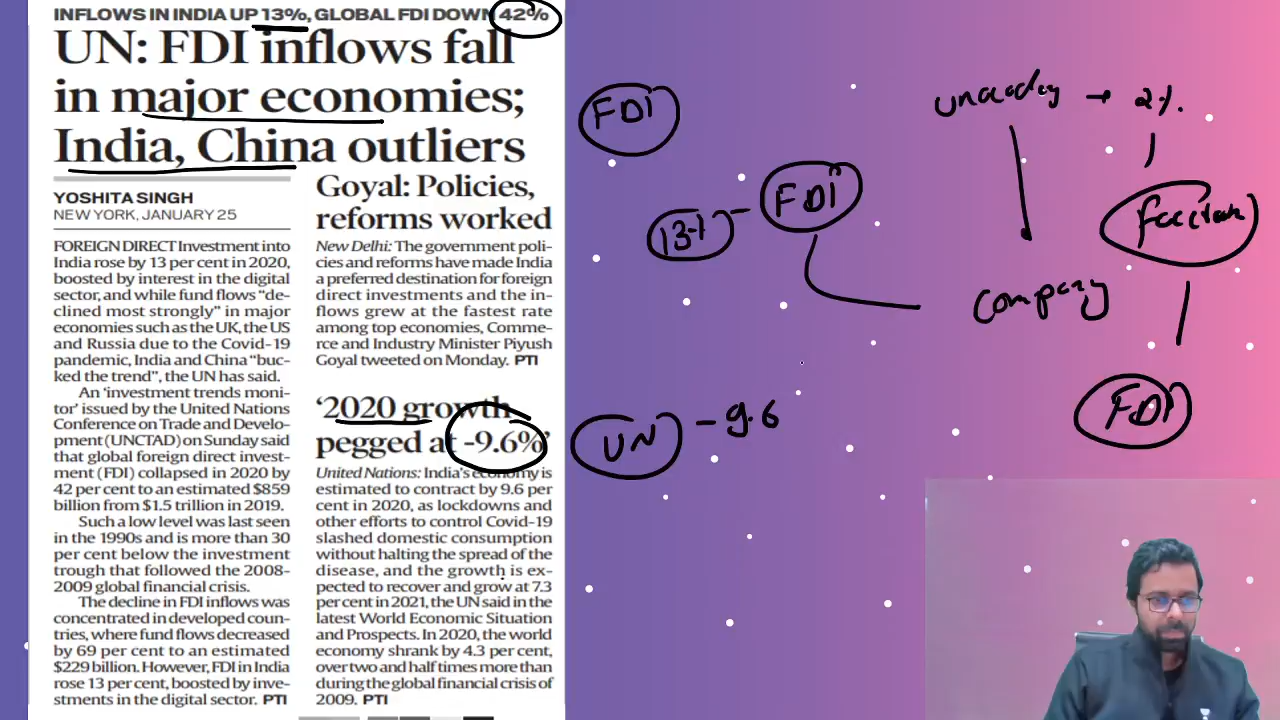 INFLOWS IN INDIA UP 13%, GLOBAL FDI DOWN 42%
UN: FDI inflows fall
in major economies;
India, China outliers
YOSHITA SINGH
NEW YORK, JANUARY 25
FOREIGN DIRECT Investment into
India rose by 13 per cent in 2020,
boosted by interest in the digital
sector, and while fund flows “de-
clined most strongly” in major
economies such as the UK, the US
and Russia due to the Covid-19
pandemic, India and China “buc-
ked the trend”, the UN has said.
An ‘investment trends moni-
tor’ issued by the United Nations
Conference on Trade and Develo-
pment (UNCTAD) on Sunday said
that global foreign direct invest-
ment (FDI) collapsed in 2020 by
42 per cent to an estimated $859
billion from $1.5 trillion in 2019.
Such a low level was last seen
in the 1990s and is more than 30
per cent below the investment
trough that followed the 2008-
2009 global financial crisis.
The decline in FDI inflows was
concentrated in developed coun-
tries, where fund flows decreased
by 69 per cent to an estimated
$229 billion. However, FDI in India
rose 13 per cent, boosted by inve-
stments in the digital sector. PTI
Goyal: Policies,
reforms worked
New Delhi: The government poli-
cies and reforms have made India
a preferred destination for foreign
direct investments and the in-
flows grew at the fastest rate
among top economies, Comme-
rce and Industry Minister Piyush
Goyal tweeted on Monday. PTI
‘2020 growth
pegged at -9.6%’
United Nations: India’s economy is
estimated to contract by 9.6 per
cent in 2020, as lockdowns and
other efforts to control Covid-19
slashed domestic consumption
without halting the spread of the
disease, and the growth is ex-
pected to recover and grow at 7.3
per cent in 2021, the UN said in the
latest World Economic Situation
and Prospects. In 2020, the world
economy shrank by 4.3 per cent,
over two and half times more than
during the global financial crisis of
2009. PTI
FDI
13% - FDI
company
UN - 9.6
→ 2%.
FDI